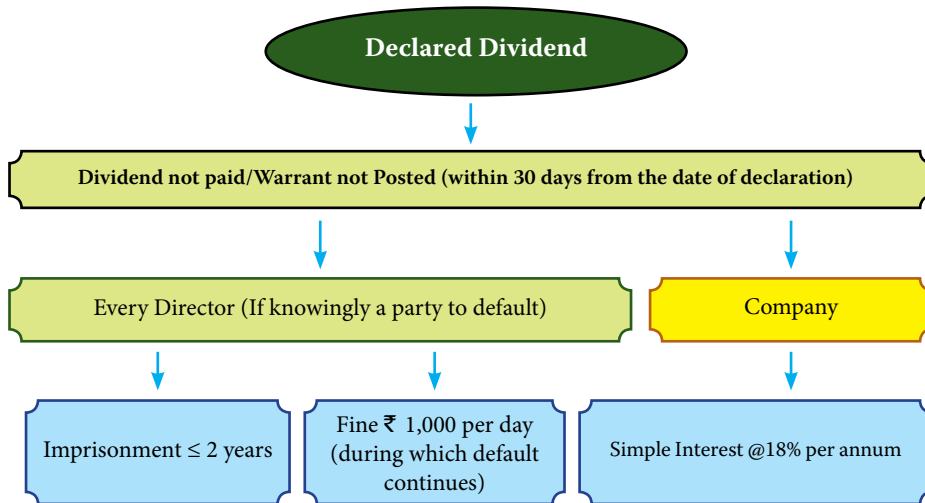 Declared Dividend
Dividend not paid/Warrant not Posted (within 30 days from the date of declaration)
Every Director (If knowingly a party to default)
Company
Imprisonment ≤ 2 years
Fine ₹ 1,000 per day
(during which default
continues)
Simple Interest @18% per annum